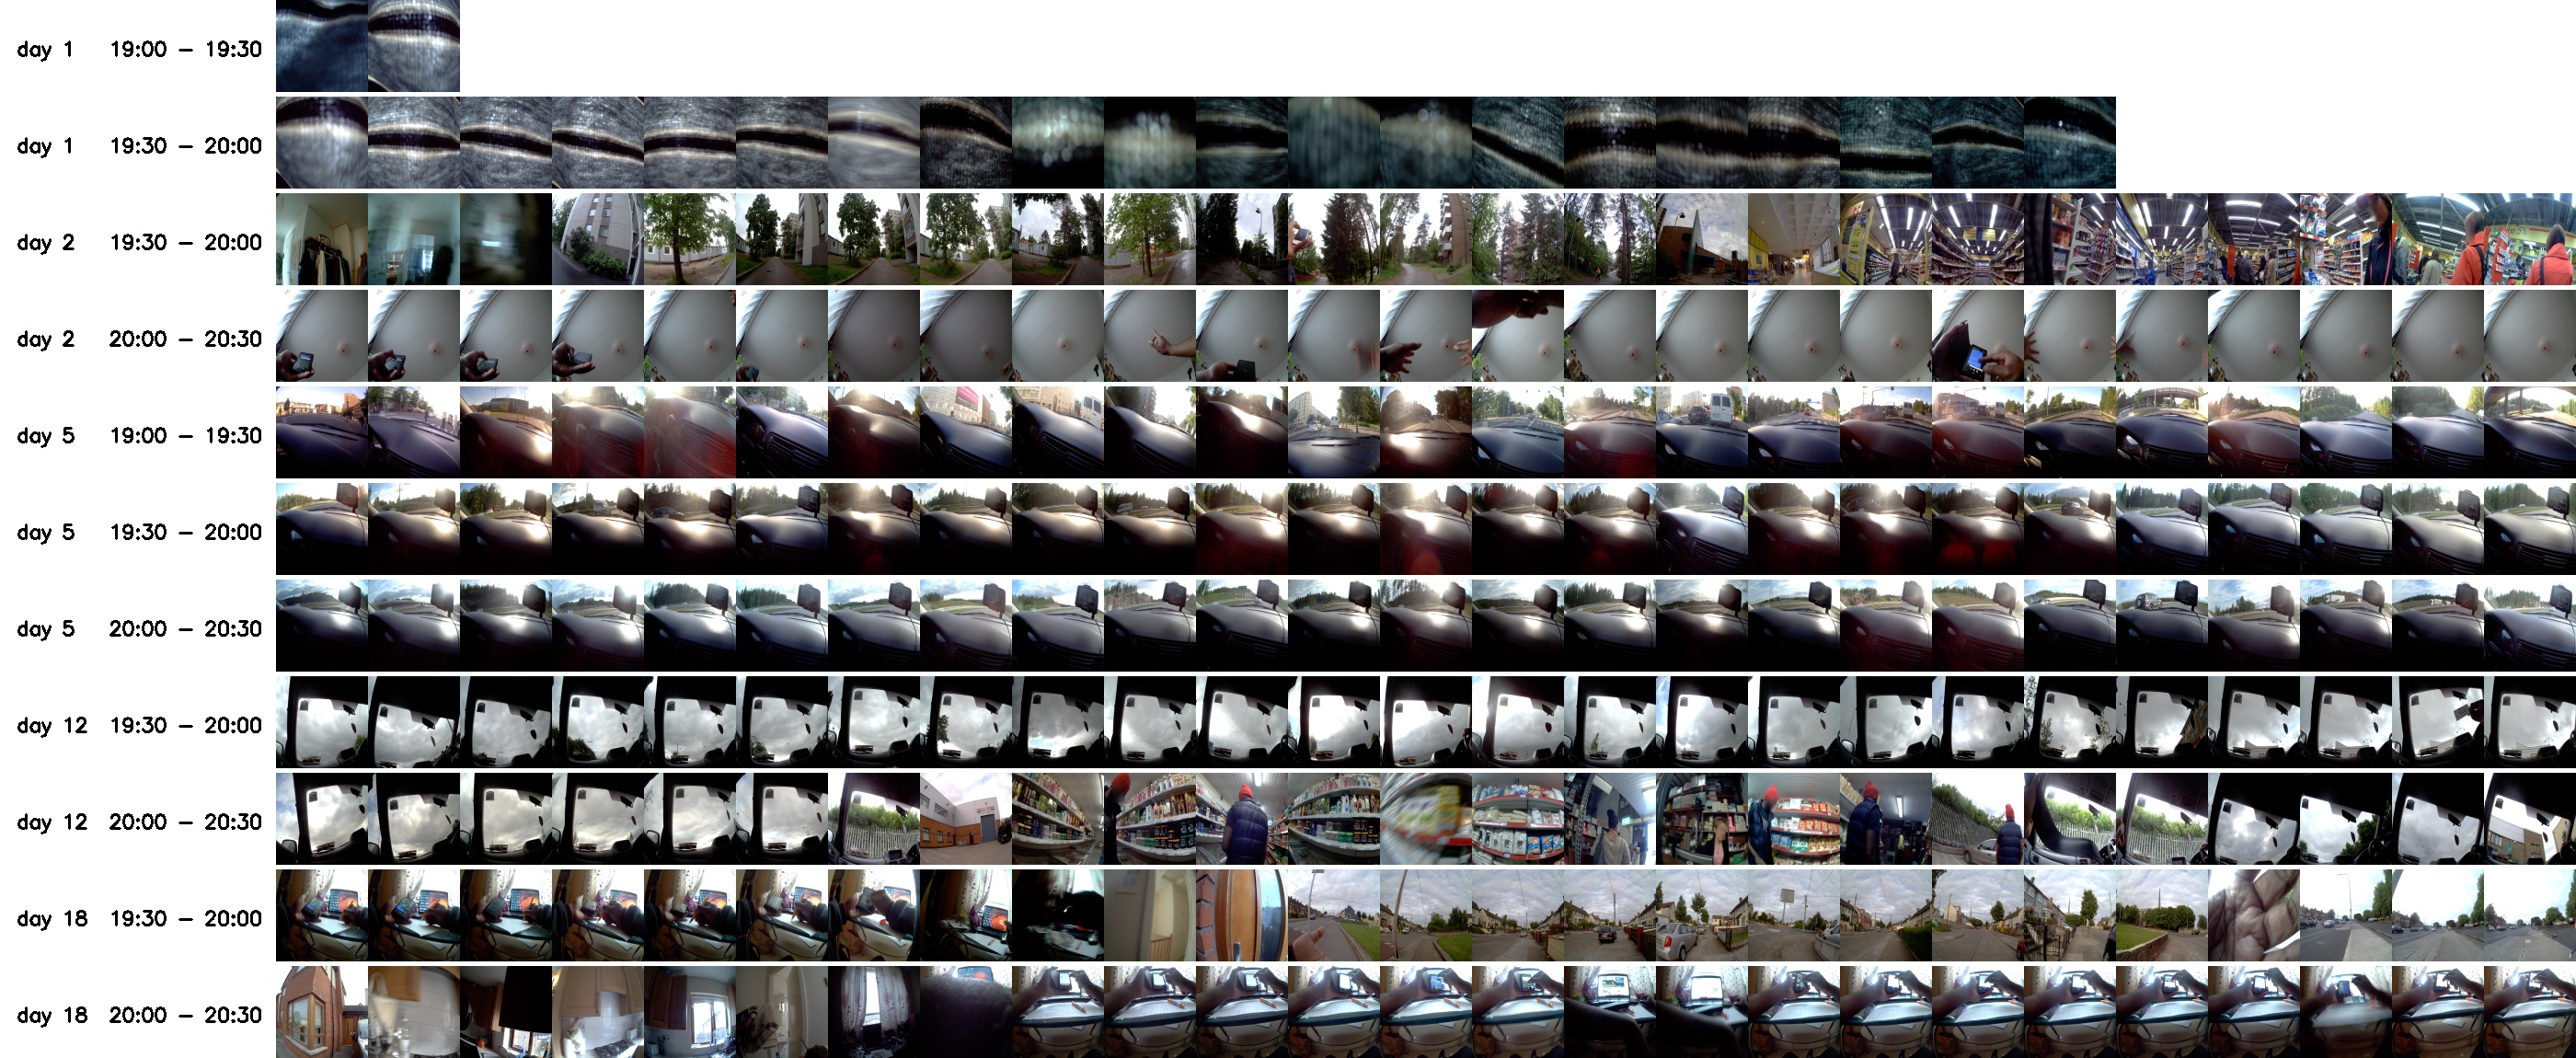 day 1 19:00 – 19:30
day 1 19:30 – 20:00
day 2 19:30 – 20:00
day 2 20:00 – 20:30
day 5 19:00 – 19:30
day 5 19:30 – 20:00
day 5 20:00 – 20:30
day 12 19:30 – 20:00
day 12 20:00 – 20:30
day 18 19:30 – 20:00
day 18 20:00 – 20:30